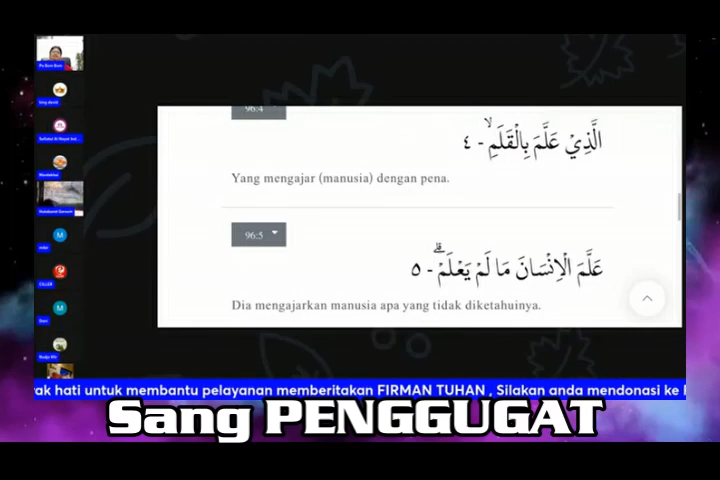 96:4
الَّذِيْ عَلَّمَ بِالْقَلَمِۙ - ٤
Yang mengajar (manusia) dengan pena.
96:5
عَلَّمَ الْاِنْسَانَ مَا لَمْ يَعْلَمْۗ - ٥
Dia mengajarkan manusia apa yang tidak diketahuinya.
M
M
hati untuk membantu pelayanan memberitakan FIRMAN TUHAN , Silakan anda mendonasi ke
Sang PENGGUGAT